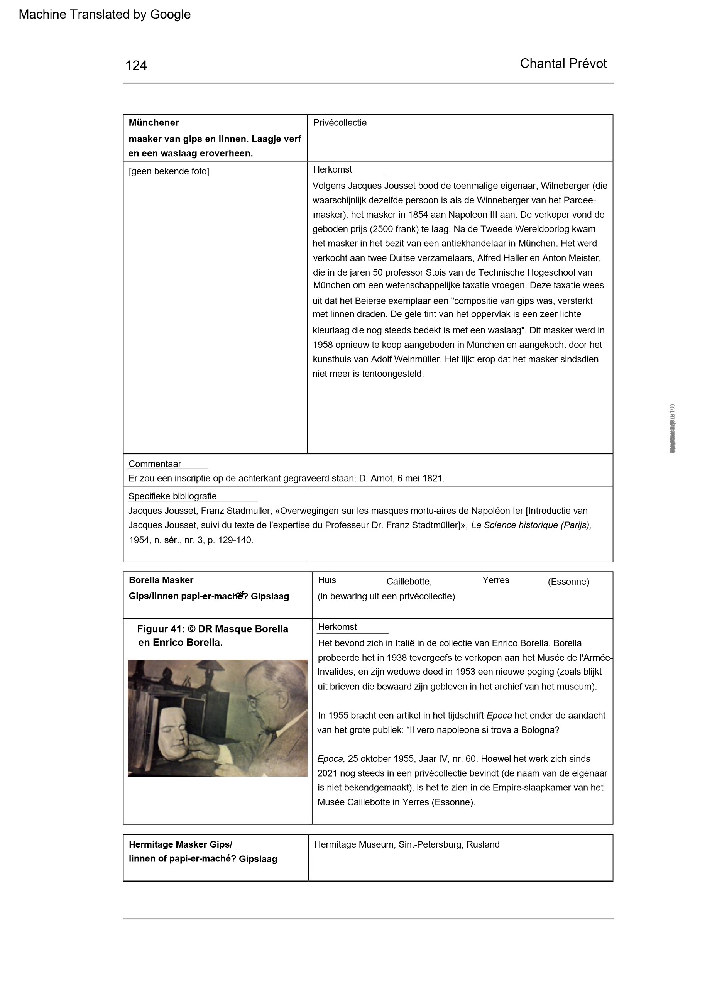 Machine Translated by Google
124
Chantal Prévot
Münchener
masker van gips en linnen. Laagje verf
en een waslaag eroverheen.
Privécollectie
[geen bekende foto]
Herkomst
Volgens Jacques Jousset bood de toenmalige eigenaar, Wilneberger (die
waarschijnlijk dezelfde persoon is als de Winneberger van het Pardee-
masker), het masker in 1854 aan Napoleon III aan. De verkoper vond de
geboden prijs (2500 frank) te laag. Na de Tweede Wereldoorlog kwam
het masker in het bezit van een antiekhandelaar in München. Het werd
verkocht aan twee Duitse verzamelaars, Alfred Haller en Anton Meister,
die in de jaren 50 professor Stois van de Technische Hogeschool van
München om een wetenschappelijke taxatie vroegen. Deze taxatie wees
uit dat het Beierse exemplaar een "compositie van gips was, versterkt
met linnen draden. De gele tint van het oppervlak is een zeer lichte
kleurlaag die nog steeds bedekt is met een waslaag". Dit masker werd in
1958 opnieuw te koop aangeboden in München en aangekocht door het
kunsthuis van Adolf Weinmüller. Het lijkt erop dat het masker sindsdien
niet meer is tentoongesteld.
Commentaar
Er zou een inscriptie op de achterkant gegraveerd staan: D. Arnot, 6 mei 1821.
Specifieke bibliografie
Jacques Jousset, Franz Stadmuller, «Overwegingen sur les masques mortu-aires de Napoléon Ier [Introductie van
Jacques Jousset, suivi du texte de l'expertise du Professeur Dr. Franz Stadtmüller]», La Science historique (Parijs),
1954, n. sér., nr. 3, p. 129-140.
Borella Masker
Gips/linnen papi-er-maché? of Gipslaag
Huis Caillebotte, Yerres (Essonne)
(in bewaring uit een privécollectie)
Figuur 41: © DR Masque Borella
en Enrico Borella.
Herkomst
Het bevond zich in Italië in de collectie van Enrico Borella. Borella
probeerde het in 1938 tevergeefs te verkopen aan het Musée de l'Armée-
Invalides, en zijn weduwe deed in 1953 een nieuwe poging (zoals blijkt
uit brieven die bewaard zijn gebleven in het archief van het museum).
In 1955 bracht een artikel in het tijdschrift Epoca het onder de aandacht
van het grote publiek: “Il vero napoleone si trova a Bologna?
Epoca, 25 oktober 1955, Jaar IV, nr. 60. Hoewel het werk zich sinds
2021 nog steeds in een privécollectie bevindt (de naam van de eigenaar
is niet bekendgemaakt), is het te zien in de Empire-slaapkamer van het
Musée Caillebotte in Yerres (Essonne).
Hermitage Masker Gips/
linnen of papi-er-maché? Gipslaag
Hermitage Museum, Sint-Petersburg, Rusland